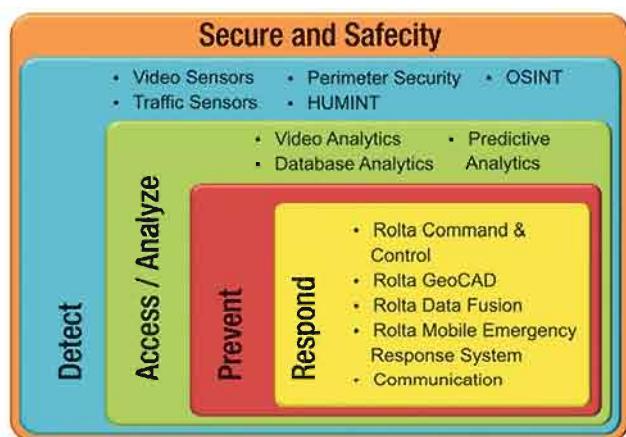 Secure and Safecity
• Video Sensors • Perimeter Security • OSINT
• Traffic Sensors • HUMINT
Detect
• Video Analytics • Predictive
• Database Analytics Analytics
Access / Analyze
Prevent
Respond
• Rolta Command &
Control
• Rolta GeoCAD
• Rolta Data Fusion
• Rolta Mobile Emergency
Response System
• Communication